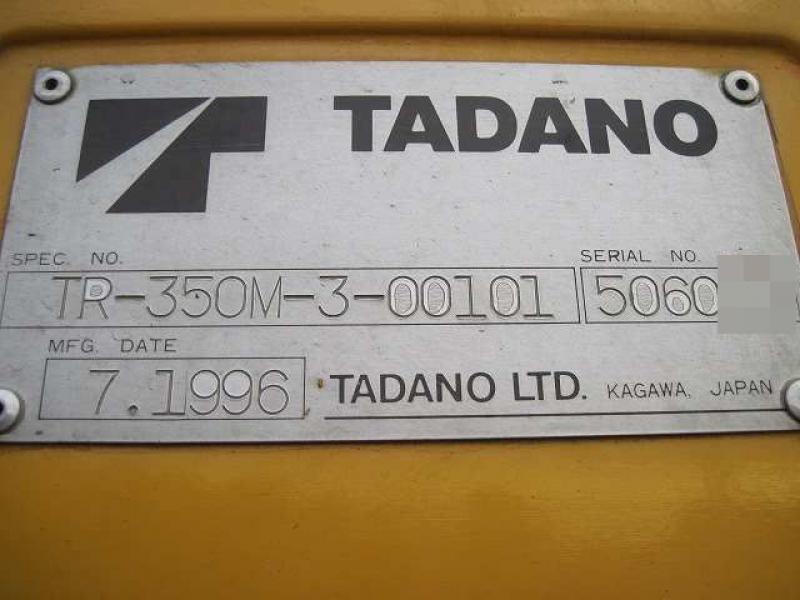 TADANO
SPEC. NO. SERIAL NO.
TR-350M-3-00101 5060
MFG. DATE
7.1996 TADANO LTD. KAGAWA, JAPAN